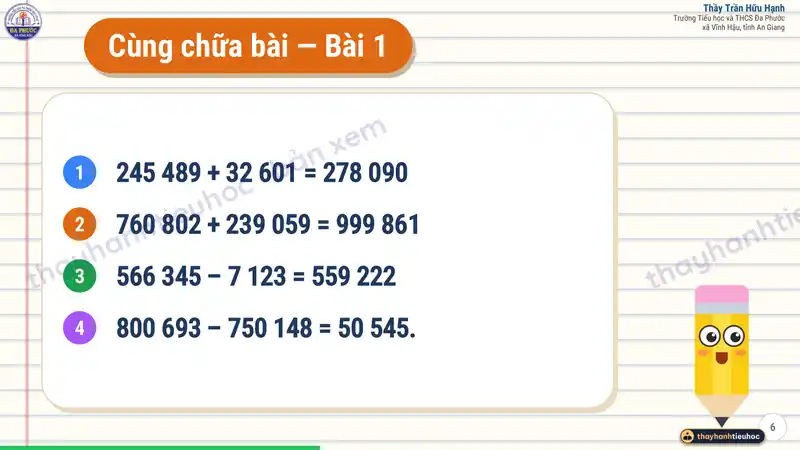 Thầy Trần Hữu Hạnh
Trường Tiểu học và THCS Đa Phước
xã Vĩnh Hậu, tỉnh An Giang
ĐA PHƯỚC
Cùng chữa bài – Bài 1
1 245 489 + 32 601 = 278 090
2 760 802 + 239 059 = 999 861
3 566 345 – 7 123 = 559 222
4 800 693 – 750 148 = 50 545.
thayhanhtieuhoc
6